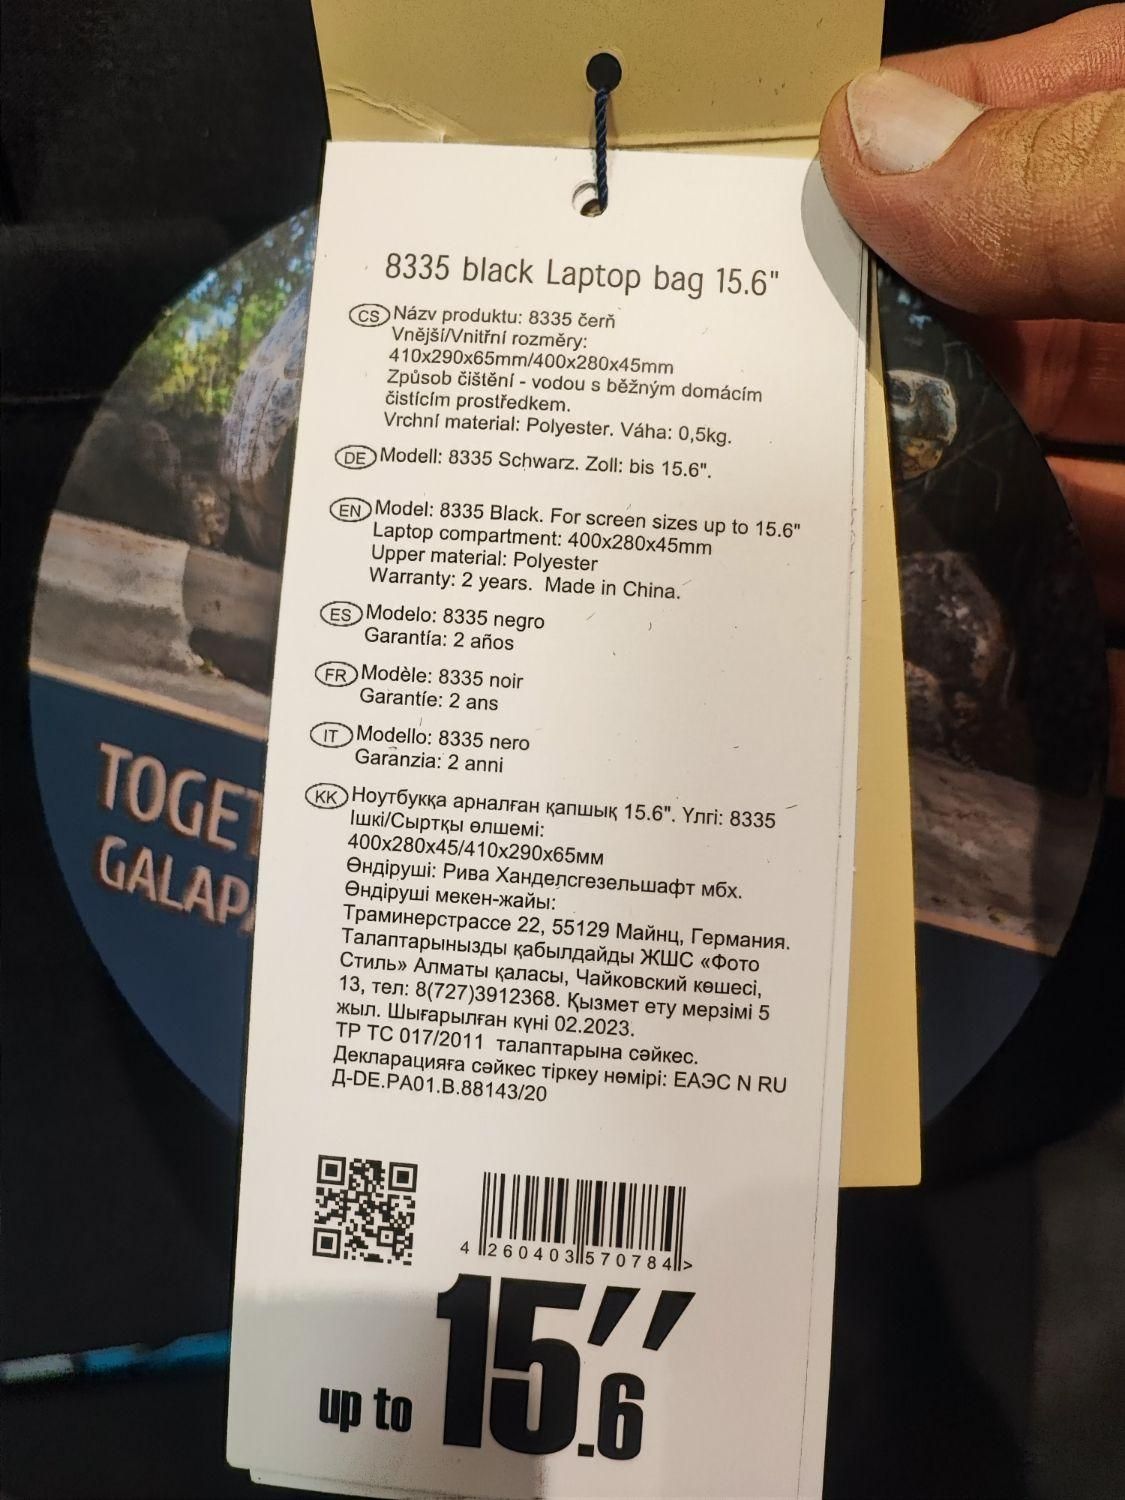 8335 black Laptop bag 15.6"
CS Názv produktu: 8335 čerň
Vnější/Vnitřní rozměry:
410x290x65mm/400x280x45mm
Způsob čištění - vodou s běžným domácím
čistícím prostředkem.
Vrchní material: Polyester. Váha: 0,5kg.
DE Modell: 8335 Schwarz. Zoll: bis 15.6".
EN Model: 8335 Black. For screen sizes up to 15.6"
Laptop compartment: 400x280x45mm
Upper material: Polyester
Warranty: 2 years. Made in China.
ES Modelo: 8335 negro
Garantía: 2 años
FR Modèle: 8335 noir
Garantíe: 2 ans
IT Modello: 8335 nero
Garanzia: 2 anni
KK Ноутбукқа арналған қапшық 15.6". Үлгі: 8335
Ішкі/Сыртқы өлшемі:
400x280x45/410x290x65мм
Өндіруші: Рива Ханделсгезельшафт мбх.
Өндіруші мекен-жайы:
Траминерстрассе 22, 55129 Майнц, Германия.
Талаптарынызды қабылдайды ЖШС «Фото
Стиль» Алматы қаласы, Чайковский көшесі,
13, тел: 8(727)3912368. Қызмет ету мерзімі 5
жыл. Шығарылған күні 02.2023.
ТР ТС 017/2011 талаптарына сәйкес.
Декларацияға сәйкес тіркеу нөмірі: ЕАЭС N RU
Д-DE.РА01.В.88143/20
4 260403 570784 >
up to 15.6"
TOGET
GALAP